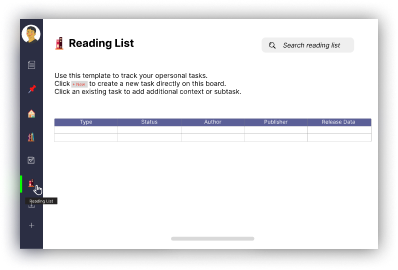 Reading List
Search reading list
Use this template to track your opersonal tasks.
Click +New to create a new task directly on this board.
Click an existing task to add additional context or subtask.
Type Status Author Publisher Release Data
Reading List